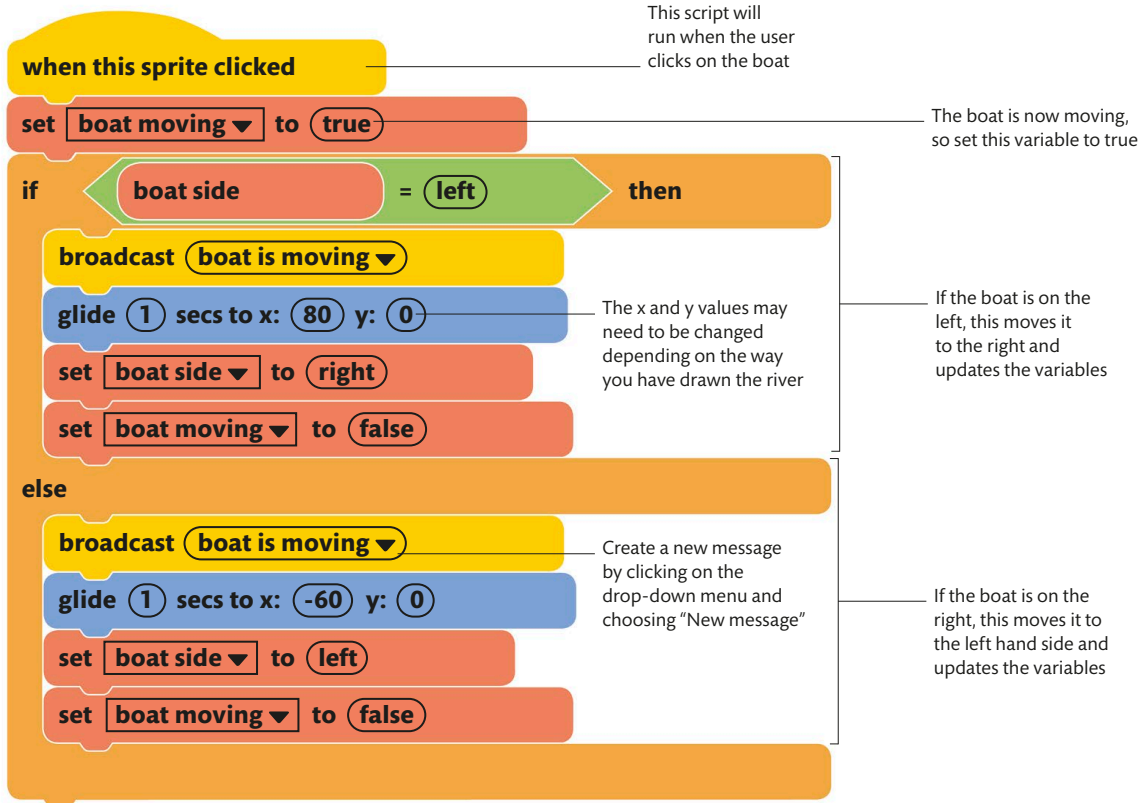 This script will
run when the user
clicks on the boat
when this sprite clicked
set boat moving to true
The boat is now moving,
so set this variable to true
if boat side = left then
broadcast boat is moving
glide 1 secs to x: 80 y: 0
The x and y values may
need to be changed
depending on the way
you have drawn the river
If the boat is on the
left, this moves it
to the right and
updates the variables
set boat side to right
set boat moving to false
else
broadcast boat is moving
Create a new message
by clicking on the
drop-down menu and
choosing “New message”
glide 1 secs to x: -60 y: 0
If the boat is on the
right, this moves it to
the left hand side and
updates the variables
set boat side to left
set boat moving to false